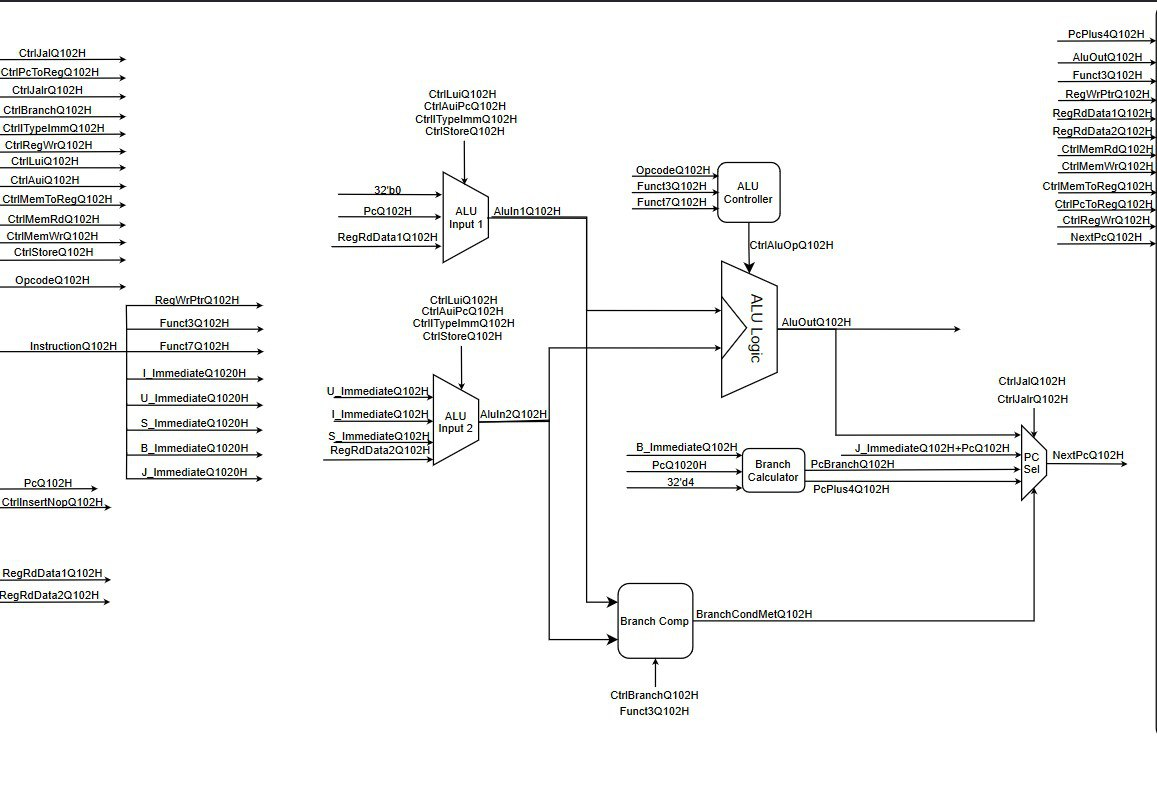 CtrlJalQ102H
CtrlPcToRegQ102H
CtrlJalrQ102H
CtrlBranchQ102H
CtrlITypeImmQ102H
CtrlRegWrQ102H
CtrlLuiQ102H
CtrlAuiQ102H
CtrlMemToRegQ102H
CtrlMemRdQ102H
CtrlMemWrQ102H
CtrlStoreQ102H
OpcodeQ102H
InstructionQ102H
RegWrPtrQ102H
Funct3Q102H
Funct7Q102H
I_ImmediateQ1020H
U_ImmediateQ1020H
S_ImmediateQ1020H
B_ImmediateQ1020H
J_ImmediateQ1020H
PcQ102H
CtrlInsertNopQ102H
RegRdData1Q102H
RegRdData2Q102H
CtrlLuiQ102H
CtrlAuiPcQ102H
CtrlITypeImmQ102H
CtrlStoreQ102H
32'b0
PcQ102H
RegRdData1Q102H
ALU
Input 1
AluIn1Q102H
CtrlLuiQ102H
CtrlAuiPcQ102H
CtrlITypeImmQ102H
CtrlStoreQ102H
U_ImmediateQ102H
I_ImmediateQ102H
S_ImmediateQ102H
RegRdData2Q102H
ALU
Input 2
AluIn2Q102H
OpcodeQ102H
Funct3Q102H
Funct7Q102H
ALU
Controller
CtrlAluOpQ102H
ALU Logic
AluOutQ102H
B_ImmediateQ102H
PcQ1020H
32'd4
Branch
Calculator
J_ImmediateQ102H+PcQ102H
PcBranchQ102H
PcPlus4Q102H
CtrlJalQ102H
CtrlJalrQ102H
PC
Sel
NextPcQ102H
Branch Comp
BranchCondMetQ102H
CtrlBranchQ102H
Funct3Q102H
PcPlus4Q102H
AluOutQ102H
Funct3Q102H
RegWrPtrQ102H
RegRdData1Q102H
RegRdData2Q102H
CtrlMemRdQ102H
CtrlMemWrQ102H
CtrlMemToRegQ102H
CtrlPcToRegQ102H
CtrlRegWrQ102H
NextPcQ102H